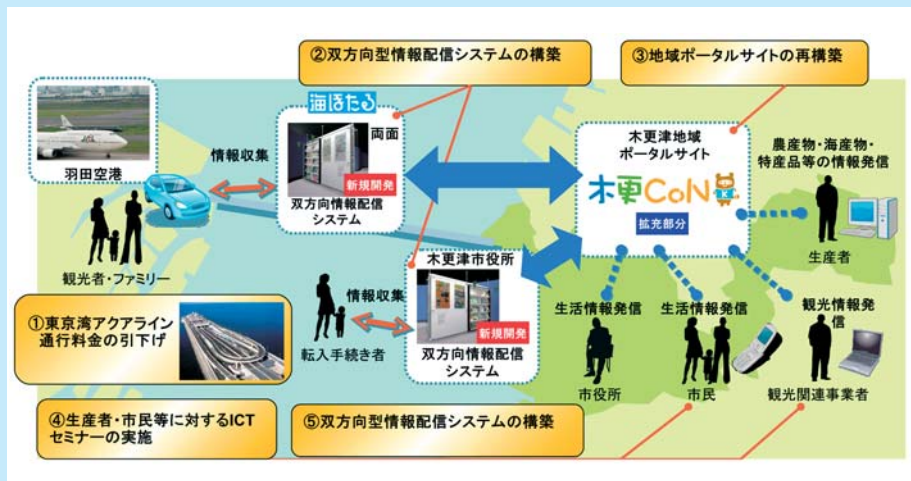 ②双方向型情報配信システムの構築
③地域ポータルサイトの再構築
海ほたる
両面
新規開発
双方向情報配信
システム
情報収集
羽田空港
観光者・ファミリー
木更津地域
ポータルサイト
木更CoN
K
拡充部分
農産物・海産物・
特産品等の情報発信
生産者
木更津市役所
新規開発
双方向情報配信
システム
情報収集
転入手続き者
生活情報発信
市役所
生活情報発信
市民
観光情報発
信
観光関連事業者
①東京湾アクアライン
通行料金の引下げ
④生産者・市民等に対するICT
セミナーの実施
⑤双方向型情報配信システムの構築